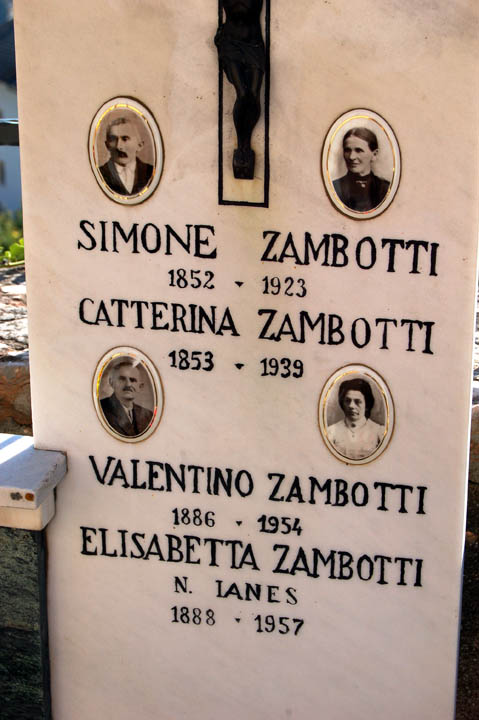 SIMONE ZAMBOTTI
1852 - 1923
CATTERINA ZAMBOTTI
1853 - 1939
VALENTINO ZAMBOTTI
1886 - 1954
ELISABETTA ZAMBOTTI
N. IANES
1888 - 1957